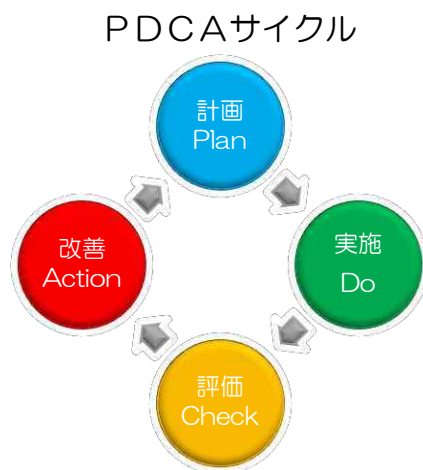 PDCAサイクル
計画
Plan
実施
Do
評価
Check
改善
Action